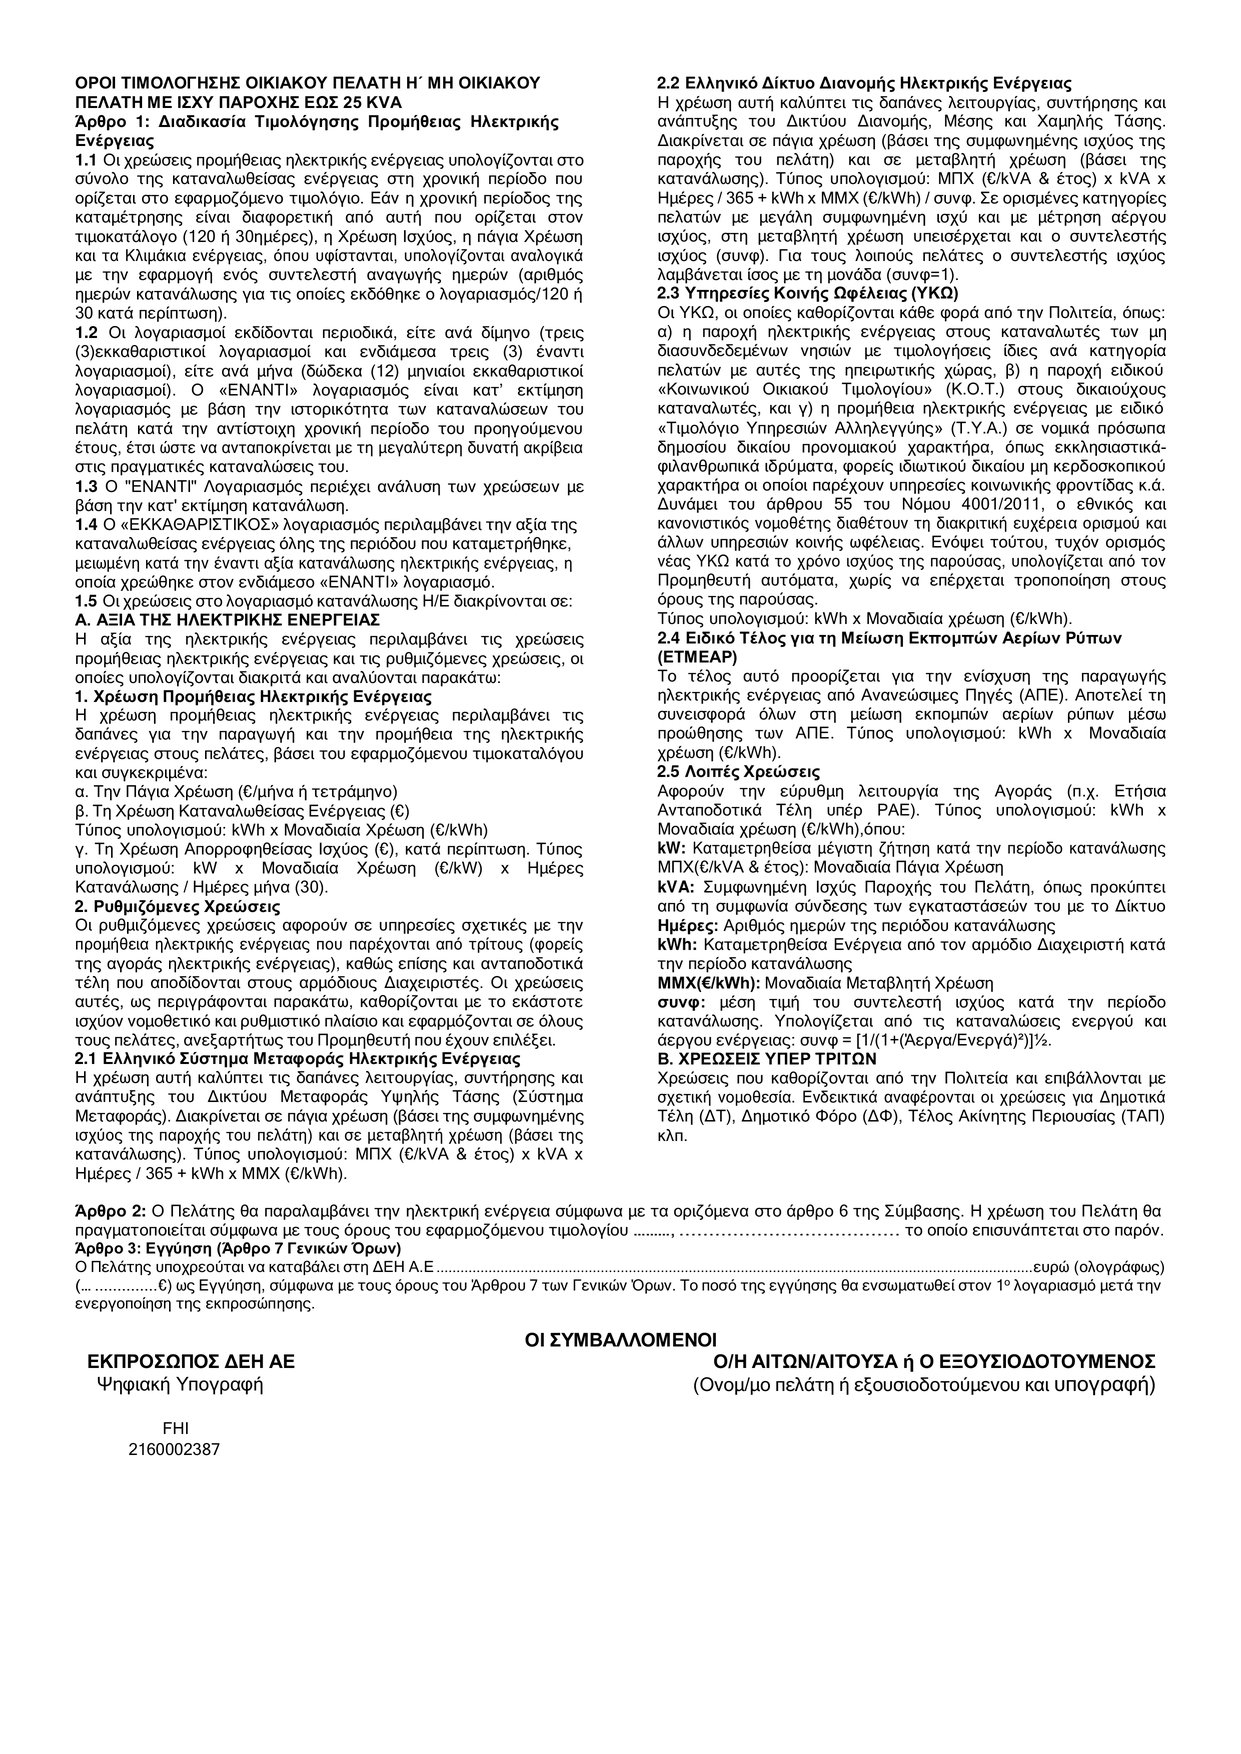 ΟΡΟΙ ΤΙΜΟΛΟΓΗΣΗΣ ΟΙΚΙΑΚΟΥ ΠΕΛΑΤΗ Η΄ ΜΗ ΟΙΚΙΑΚΟΥ
ΠΕΛΑΤΗ ΜΕ ΙΣΧΥ ΠΑΡΟΧΗΣ ΕΩΣ 25 KVA
Άρθρο 1: Διαδικασία Τιμολόγησης Προμήθειας Ηλεκτρικής
Ενέργειας
1.1 Οι χρεώσεις προμήθειας ηλεκτρικής ενέργειας υπολογίζονται στο
σύνολο της καταναλωθείσας ενέργειας στη χρονική περίοδο που
ορίζεται στο εφαρμοζόμενο τιμολόγιο. Εάν η χρονική περίοδος της
καταμέτρησης είναι διαφορετική από αυτή που ορίζεται στον
τιμοκατάλογο (120 ή 30ημέρες), η Χρέωση Ισχύος, η πάγια Χρέωση
και τα Κλιμάκια ενέργειας, όπου υφίστανται, υπολογίζονται αναλογικά
με την εφαρμογή ενός συντελεστή αναγωγής ημερών (αριθμός
ημερών κατανάλωσης για τις οποίες εκδόθηκε ο λογαριασμός/120 ή
30 κατά περίπτωση).
1.2 Οι λογαριασμοί εκδίδονται περιοδικά, είτε ανά δίμηνο (τρεις
(3)εκκαθαριστικοί λογαριασμοί και ενδιάμεσα τρεις (3) έναντι
λογαριασμοί), είτε ανά μήνα (δώδεκα (12) μηνιαίοι εκκαθαριστικοί
λογαριασμοί). Ο «ΕΝΑΝΤΙ» λογαριασμός είναι κατ’ εκτίμηση
λογαριασμός με βάση την ιστορικότητα των καταναλώσεων του
πελάτη κατά την αντίστοιχη χρονική περίοδο του προηγούμενου
έτους, έτσι ώστε να ανταποκρίνεται με τη μεγαλύτερη δυνατή ακρίβεια
στις πραγματικές καταναλώσεις του.
1.3 Ο "ΕΝΑΝΤΙ" Λογαριασμός περιέχει ανάλυση των χρεώσεων με
βάση την κατ' εκτίμηση κατανάλωση.
1.4 Ο «ΕΚΚΑΘΑΡΙΣΤΙΚΟΣ» λογαριασμός περιλαμβάνει την αξία της
καταναλωθείσας ενέργειας όλης της περιόδου που καταμετρήθηκε,
μειωμένη κατά την έναντι αξία κατανάλωσης ηλεκτρικής ενέργειας, η
οποία χρεώθηκε στον ενδιάμεσο «ΕΝΑΝΤΙ» λογαριασμό.
1.5 Οι χρεώσεις στο λογαριασμό κατανάλωσης Η/Ε διακρίνονται σε:
Α. ΑΞΙΑ ΤΗΣ ΗΛΕΚΤΡΙΚΗΣ ΕΝΕΡΓΕΙΑΣ
Η αξία της ηλεκτρικής ενέργειας περιλαμβάνει τις χρεώσεις
προμήθειας ηλεκτρικής ενέργειας και τις ρυθμιζόμενες χρεώσεις, οι
οποίες υπολογίζονται διακριτά και αναλύονται παρακάτω:
1. Χρέωση Προμήθειας Ηλεκτρικής Ενέργειας
Η χρέωση προμήθειας ηλεκτρικής ενέργειας περιλαμβάνει τις
δαπάνες για την παραγωγή και την προμήθεια της ηλεκτρικής
ενέργειας στους πελάτες, βάσει του εφαρμοζόμενου τιμοκαταλόγου
και συγκεκριμένα:
α. Την Πάγια Χρέωση (€/μήνα ή τετράμηνο)
β. Τη Χρέωση Καταναλωθείσας Ενέργειας (€)
Τύπος υπολογισμού: kWh x Μοναδιαία Χρέωση (€/kWh)
γ. Τη Χρέωση Απορροφηθείσας Ισχύος (€), κατά περίπτωση. Τύπος
υπολογισμού: kW x Μοναδιαία Χρέωση (€/kW) x Ημέρες
Κατανάλωσης / Ημέρες μήνα (30).
2. Ρυθμιζόμενες Χρεώσεις
Οι ρυθμιζόμενες χρεώσεις αφορούν σε υπηρεσίες σχετικές με την
προμήθεια ηλεκτρικής ενέργειας που παρέχονται από τρίτους (φορείς
της αγοράς ηλεκτρικής ενέργειας), καθώς επίσης και ανταποδοτικά
τέλη που αποδίδονται στους αρμόδιους Διαχειριστές. Οι χρεώσεις
αυτές, ως περιγράφονται παρακάτω, καθορίζονται με το εκάστοτε
ισχύον νομοθετικό και ρυθμιστικό πλαίσιο και εφαρμόζονται σε όλους
τους πελάτες, ανεξαρτήτως του Προμηθευτή που έχουν επιλέξει.
2.1 Ελληνικό Σύστημα Μεταφοράς Ηλεκτρικής Ενέργειας
Η χρέωση αυτή καλύπτει τις δαπάνες λειτουργίας, συντήρησης και
ανάπτυξης του Δικτύου Μεταφοράς Υψηλής Τάσης (Σύστημα
Μεταφοράς). Διακρίνεται σε πάγια χρέωση (βάσει της συμφωνημένης
ισχύος της παροχής του πελάτη) και σε μεταβλητή χρέωση (βάσει της
κατανάλωσης). Τύπος υπολογισμού: ΜΠΧ (€/kVA & έτος) x kVA x
Ημέρες / 365 + kWh x ΜΜΧ (€/kWh).
2.2 Ελληνικό Δίκτυο Διανομής Ηλεκτρικής Ενέργειας
Η χρέωση αυτή καλύπτει τις δαπάνες λειτουργίας, συντήρησης και
ανάπτυξης του Δικτύου Διανομής, Μέσης και Χαμηλής Τάσης.
Διακρίνεται σε πάγια χρέωση (βάσει της συμφωνημένης ισχύος της
παροχής του πελάτη) και σε μεταβλητή χρέωση (βάσει της
κατανάλωσης). Τύπος υπολογισμού: ΜΠΧ (€/kVA & έτος) x kVA x
Ημέρες / 365 + kWh x ΜΜΧ (€/kWh) / συνφ. Σε ορισμένες κατηγορίες
πελατών με μεγάλη συμφωνημένη ισχύ και με μέτρηση αέργου
ισχύος, στη μεταβλητή χρέωση υπεισέρχεται και ο συντελεστής
ισχύος (συνφ). Για τους λοιπούς πελάτες ο συντελεστής ισχύος
λαμβάνεται ίσος με τη μονάδα (συνφ=1).
2.3 Υπηρεσίες Κοινής Ωφέλειας (ΥΚΩ)
Οι ΥΚΩ, οι οποίες καθορίζονται κάθε φορά από την Πολιτεία, όπως:
α) η παροχή ηλεκτρικής ενέργειας στους καταναλωτές των μη
διασυνδεδεμένων νησιών με τιμολογήσεις ίδιες ανά κατηγορία
πελατών με αυτές της ηπειρωτικής χώρας, β) η παροχή ειδικού
«Κοινωνικού Οικιακού Τιμολογίου» (Κ.Ο.Τ.) στους δικαιούχους
καταναλωτές, και γ) η προμήθεια ηλεκτρικής ενέργειας με ειδικό
«Τιμολόγιο Υπηρεσιών Αλληλεγγύης» (Τ.Υ.Α.) σε νομικά πρόσωπα
δημοσίου δικαίου προνομιακού χαρακτήρα, όπως εκκλησιαστικά-
φιλανθρωπικά ιδρύματα, φορείς ιδιωτικού δικαίου μη κερδοσκοπικού
χαρακτήρα οι οποίοι παρέχουν υπηρεσίες κοινωνικής φροντίδας κ.ά.
Δυνάμει του άρθρου 55 του Νόμου 4001/2011, ο εθνικός και
κανονιστικός νομοθέτης διαθέτουν τη διακριτική ευχέρεια ορισμού και
άλλων υπηρεσιών κοινής ωφέλειας. Ενόψει τούτου, τυχόν ορισμός
νέας ΥΚΩ κατά το χρόνο ισχύος της παρούσας, υπολογίζεται από τον
Προμηθευτή αυτόματα, χωρίς να επέρχεται τροποποίηση στους
όρους της παρούσας.
Τύπος υπολογισμού: kWh x Μοναδιαία χρέωση (€/kWh).
2.4 Ειδικό Τέλος για τη Μείωση Εκπομπών Αερίων Ρύπων
(ΕΤΜΕΑΡ)
Το τέλος αυτό προορίζεται για την ενίσχυση της παραγωγής
ηλεκτρικής ενέργειας από Ανανεώσιμες Πηγές (ΑΠΕ). Αποτελεί τη
συνεισφορά όλων στη μείωση εκπομπών αερίων ρύπων μέσω
προώθησης των ΑΠΕ. Τύπος υπολογισμού: kWh x Μοναδιαία
χρέωση (€/kWh).
2.5 Λοιπές Χρεώσεις
Αφορούν την εύρυθμη λειτουργία της Αγοράς (π.χ. Ετήσια
Ανταποδοτικά Τέλη υπέρ ΡΑΕ). Τύπος υπολογισμού: kWh x
Μοναδιαία χρέωση (€/kWh),όπου:
kW: Καταμετρηθείσα μέγιστη ζήτηση κατά την περίοδο κατανάλωσης
ΜΠΧ(€/kVA & έτος): Μοναδιαία Πάγια Χρέωση
kVA: Συμφωνημένη Ισχύς Παροχής του Πελάτη, όπως προκύπτει
από τη συμφωνία σύνδεσης των εγκαταστάσεών του με το Δίκτυο
Ημέρες: Αριθμός ημερών της περιόδου κατανάλωσης
kWh: Καταμετρηθείσα Ενέργεια από τον αρμόδιο Διαχειριστή κατά
την περίοδο κατανάλωσης
ΜΜΧ(€/kWh): Μοναδιαία Μεταβλητή Χρέωση
συνφ: μέση τιμή του συντελεστή ισχύος κατά την περίοδο
κατανάλωσης. Υπολογίζεται από τις καταναλώσεις ενεργού και
άεργου ενέργειας: συνφ = [1/(1+(Άεργα/Ενεργά)²)]½.
Β. ΧΡΕΩΣΕΙΣ ΥΠΕΡ ΤΡΙΤΩΝ
Χρεώσεις που καθορίζονται από την Πολιτεία και επιβάλλονται με
σχετική νομοθεσία. Ενδεικτικά αναφέρονται οι χρεώσεις για Δημοτικά
Τέλη (ΔΤ), Δημοτικό Φόρο (ΔΦ), Τέλος Ακίνητης Περιουσίας (ΤΑΠ)
κλπ.
Άρθρο 2: Ο Πελάτης θα παραλαμβάνει την ηλεκτρική ενέργεια σύμφωνα με τα οριζόμενα στο άρθρο 6 της Σύμβασης. Η χρέωση του Πελάτη θα
πραγματοποιείται σύμφωνα με τους όρους του εφαρμοζόμενου τιμολογίου ........., ………………………………… το οποίο επισυνάπτεται στο παρόν.
Άρθρο 3: Εγγύηση (Άρθρο 7 Γενικών Όρων)
Ο Πελάτης υποχρεούται να καταβάλει στη ΔΕΗ Α.Ε ..........................................................................ευρώ (ολογράφως)
(... ..............€) ως Εγγύηση, σύμφωνα με τους όρους του Άρθρου 7 των Γενικών Όρων. Το ποσό της εγγύησης θα ενσωματωθεί στον 1ο λογαριασμό μετά την
ενεργοποίηση της εκπροσώπησης.
ΟΙ ΣΥΜΒΑΛΛΟΜΕΝΟΙ
ΕΚΠΡΟΣΩΠΟΣ ΔΕΗ ΑΕ
Ψηφιακή Υπογραφή
Ο/Η ΑΙΤΩΝ/ΑΙΤΟΥΣΑ ή Ο ΕΞΟΥΣΙΟΔΟΤΟΥΜΕΝΟΣ
(Ονομ/μο πελάτη ή εξουσιοδοτούμενου και υπογραφή)
FHI
2160002387